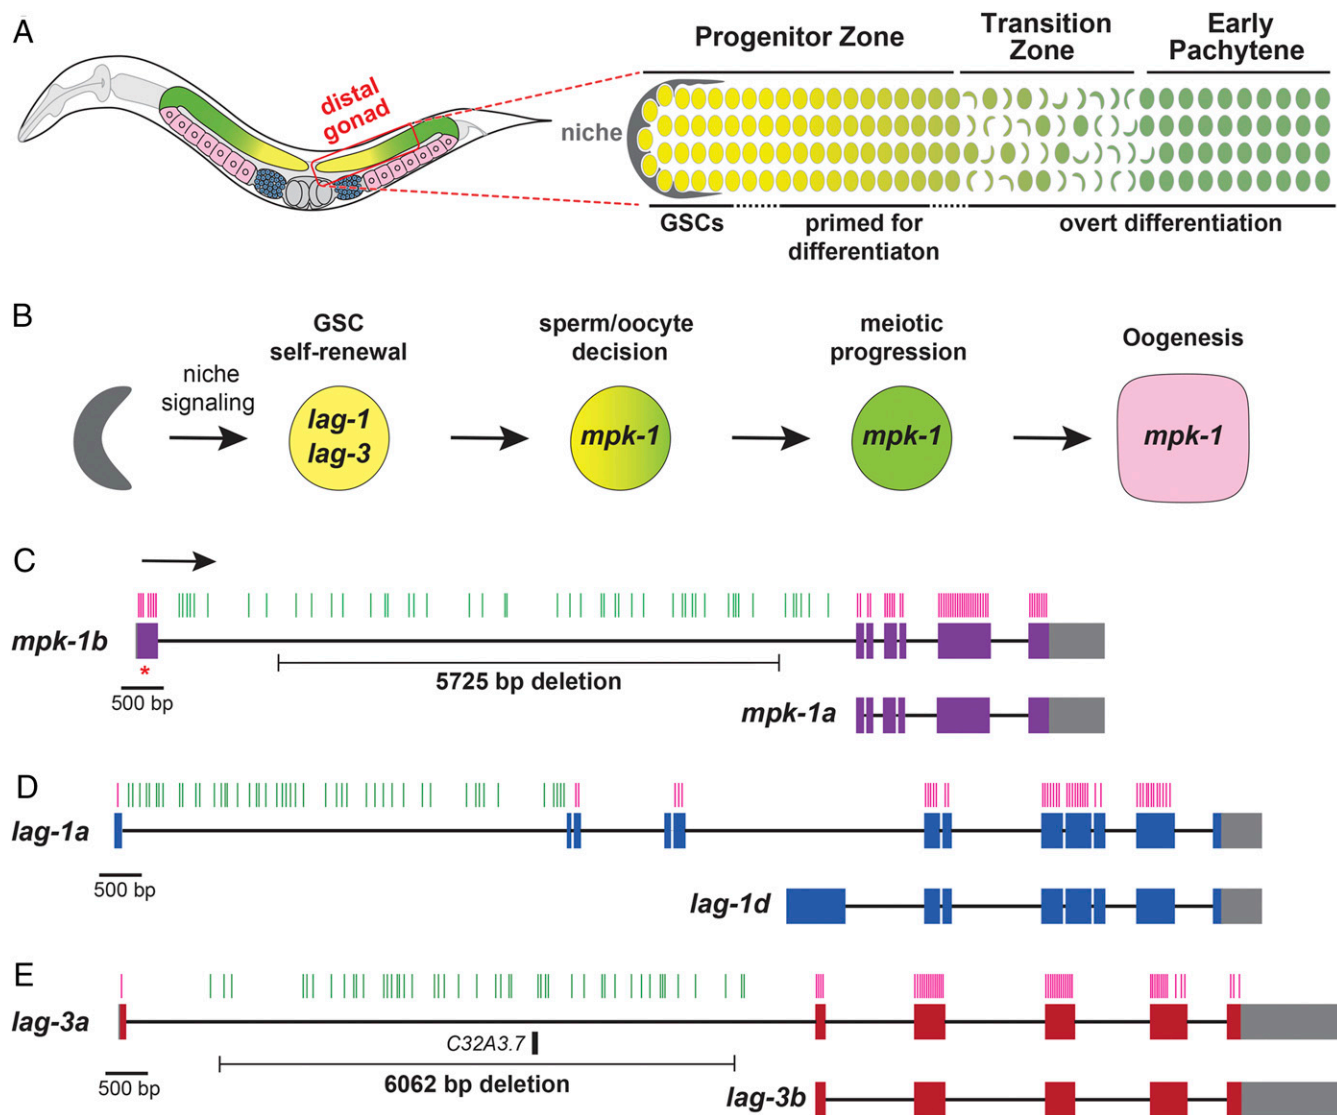 A
distal
gonad
Progenitor Zone
Transition
Zone
Early
Pachytene
niche
GSCs
primed for
differentiaton
overt differentiation
B
niche
signaling
GSC
self-renewal
lag-1
lag-3
sperm/oocyte
decision
mpk-1
meiotic
progression
mpk-1
Oogenesis
mpk-1
C
mpk-1b
*
500 bp
5725 bp deletion
mpk-1a
D
lag-1a
500 bp
lag-1d
E
lag-3a
C32A3.7
500 bp
6062 bp deletion
lag-3b